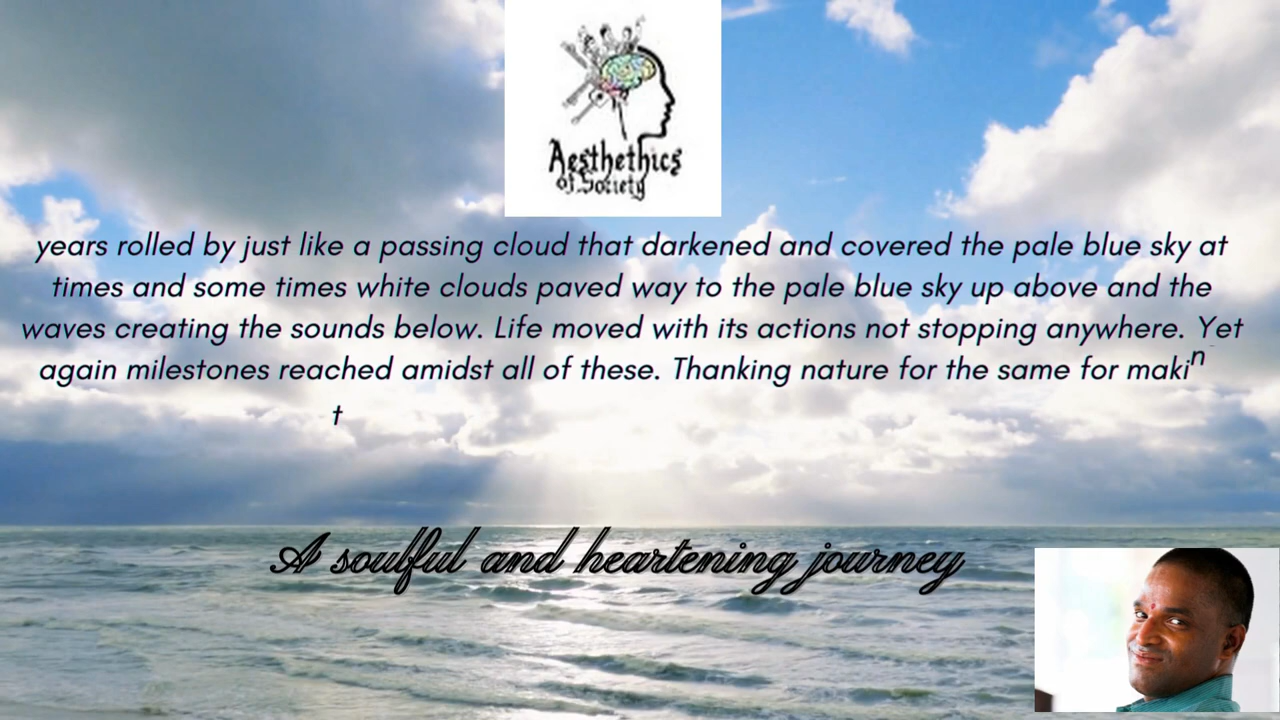 Aesthethics
of Society
years rolled by just like a passing cloud that darkened and covered the pale blue sky at
times and some times white clouds paved way to the pale blue sky up above and the
waves creating the sounds below. Life moved with its actions not stopping anywhere. Yet
again milestones reached amidst all of these. Thanking nature for the same for makin
t
A soulful and heartening journey